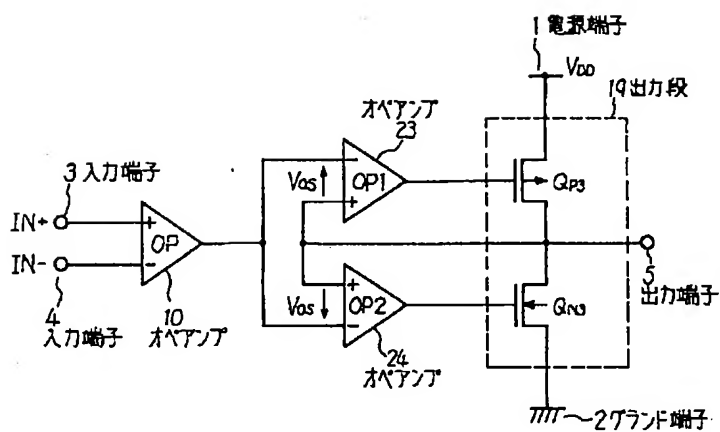 1 電源端子
VDD
19 出力段
オペアンプ
23
3 入力端子
VOS
OP1
-
+
QP3
IN+
IN-
+
-
OP
5
出力端子
4
入力端子
10
オペアンプ
VOS
OP2
+
-
QN3
24
オペアンプ
2 グランド端子